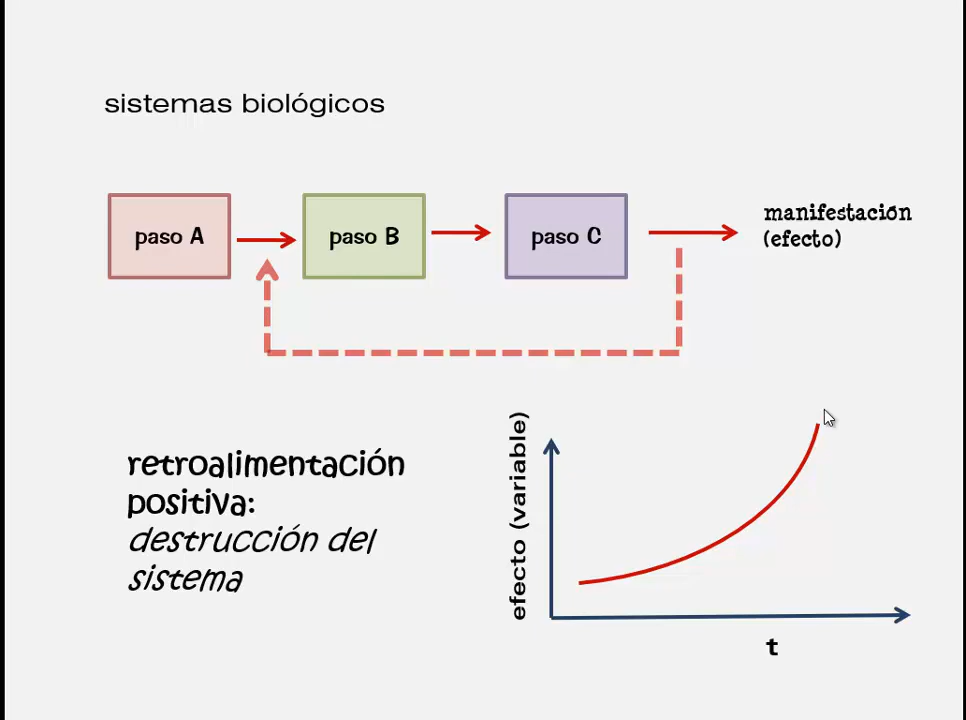 sistemas biológicos
paso A
paso B
paso C
manifestación
(efecto)
retroalimentación
positiva:
destrucción del
sistema
efecto (variable)
t